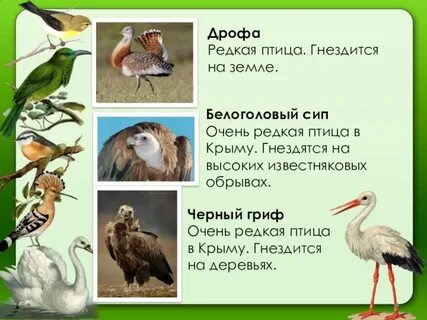 Дрофа
Редкая птица. Гнездится
на земле.
Белоголовый сип
Очень редкая птица в
Крыму. Гнездятся на
высоких известняковых
обрывах.
Черный гриф
Очень редкая птица
в Крыму. Гнездится
на деревьях.